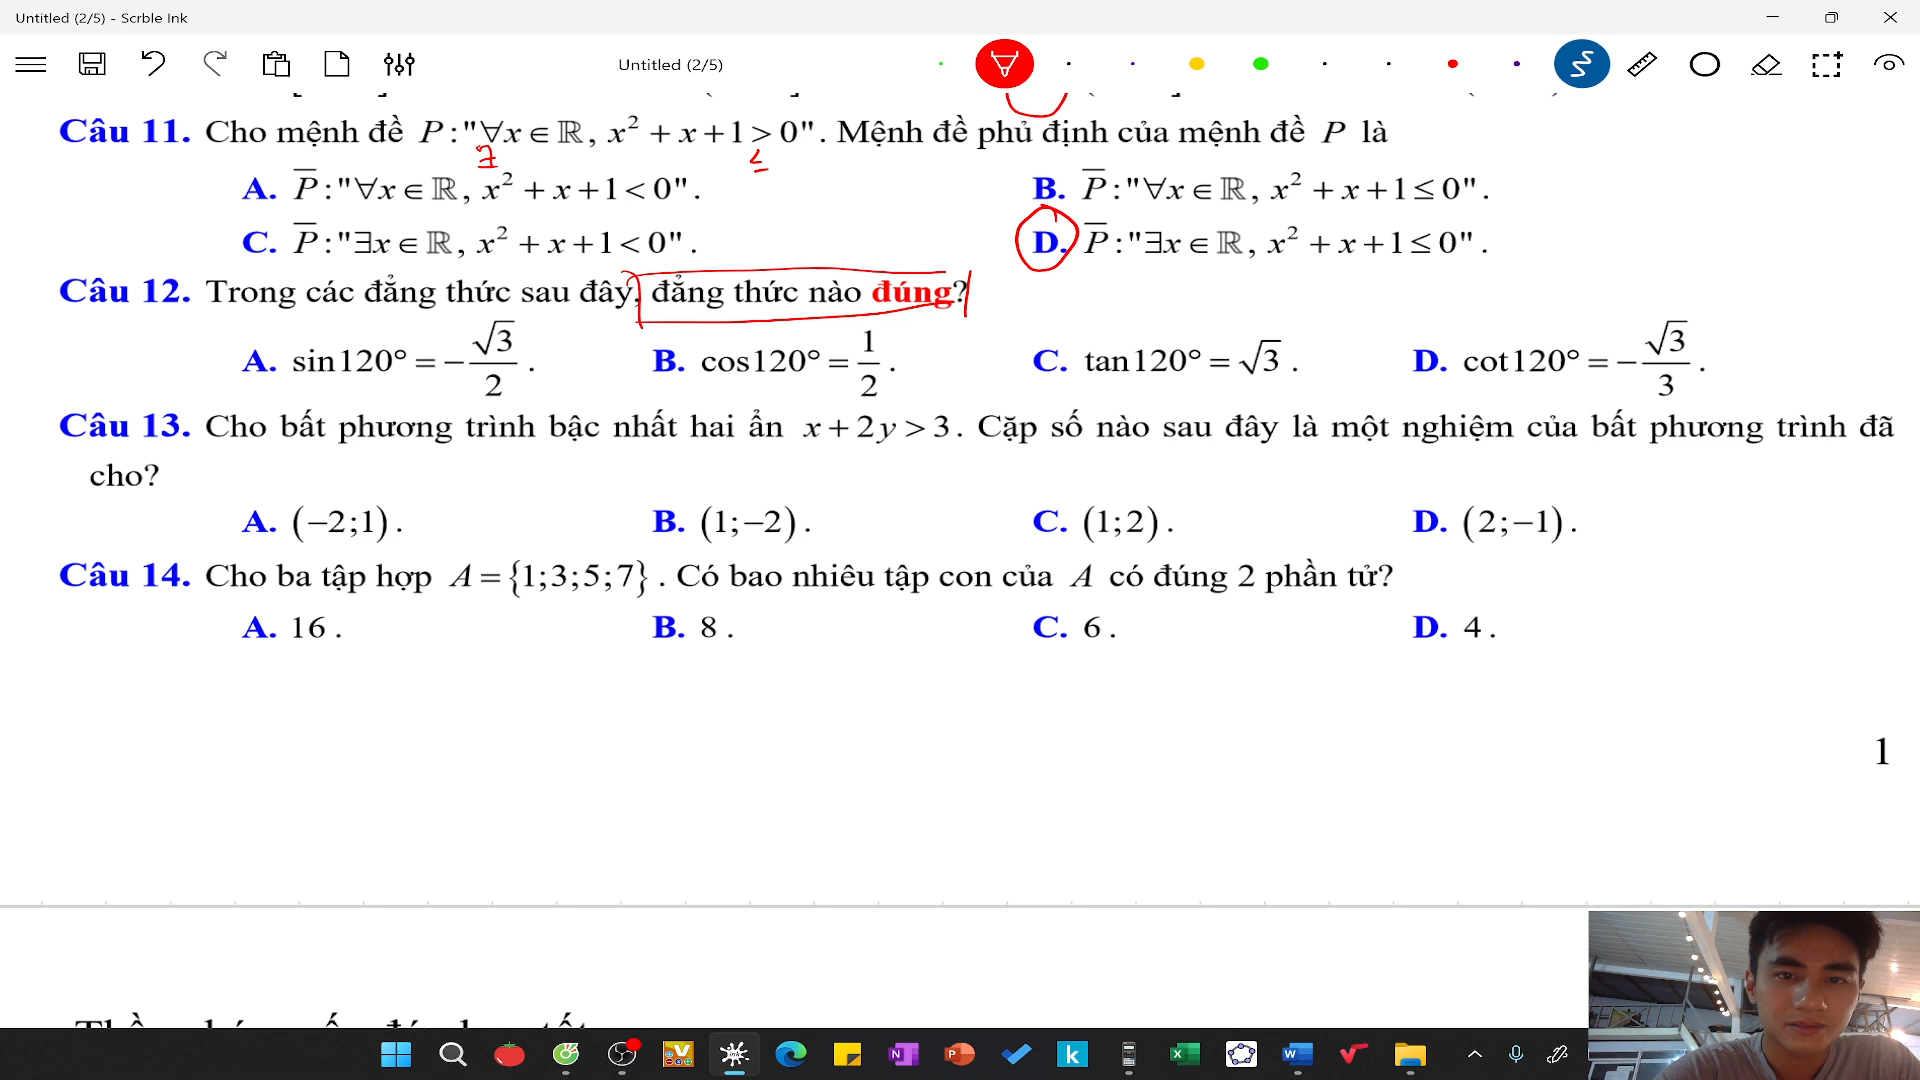 Untitled (2/5) - Scrble Ink
Untitled (2/5)
Câu 11. Cho mệnh đề P:"∀x∈ℝ, x² + x + 1 > 0". Mệnh đề phủ định của mệnh đề P là
∃ ≤
A. P̅:"∀x∈ℝ, x² + x + 1 < 0". B. P̅:"∀x∈ℝ, x² + x + 1 ≤ 0".
C. P̅:"∃x∈ℝ, x² + x + 1 < 0". D. P̅:"∃x∈ℝ, x² + x + 1 ≤ 0".
Câu 12. Trong các đẳng thức sau đây, đẳng thức nào đúng?
A. sin120° = −√3/2. B. cos120° = 1/2. C. tan120° = √3. D. cot120° = −√3/3.
Câu 13. Cho bất phương trình bậc nhất hai ẩn x + 2y > 3. Cặp số nào sau đây là một nghiệm của bất phương trình đã
cho?
A. (−2;1). B. (1;−2). C. (1;2). D. (2;−1).
Câu 14. Cho ba tập hợp A = {1;3;5;7}. Có bao nhiêu tập con của A có đúng 2 phần tử?
A. 16. B. 8. C. 6. D. 4.
1